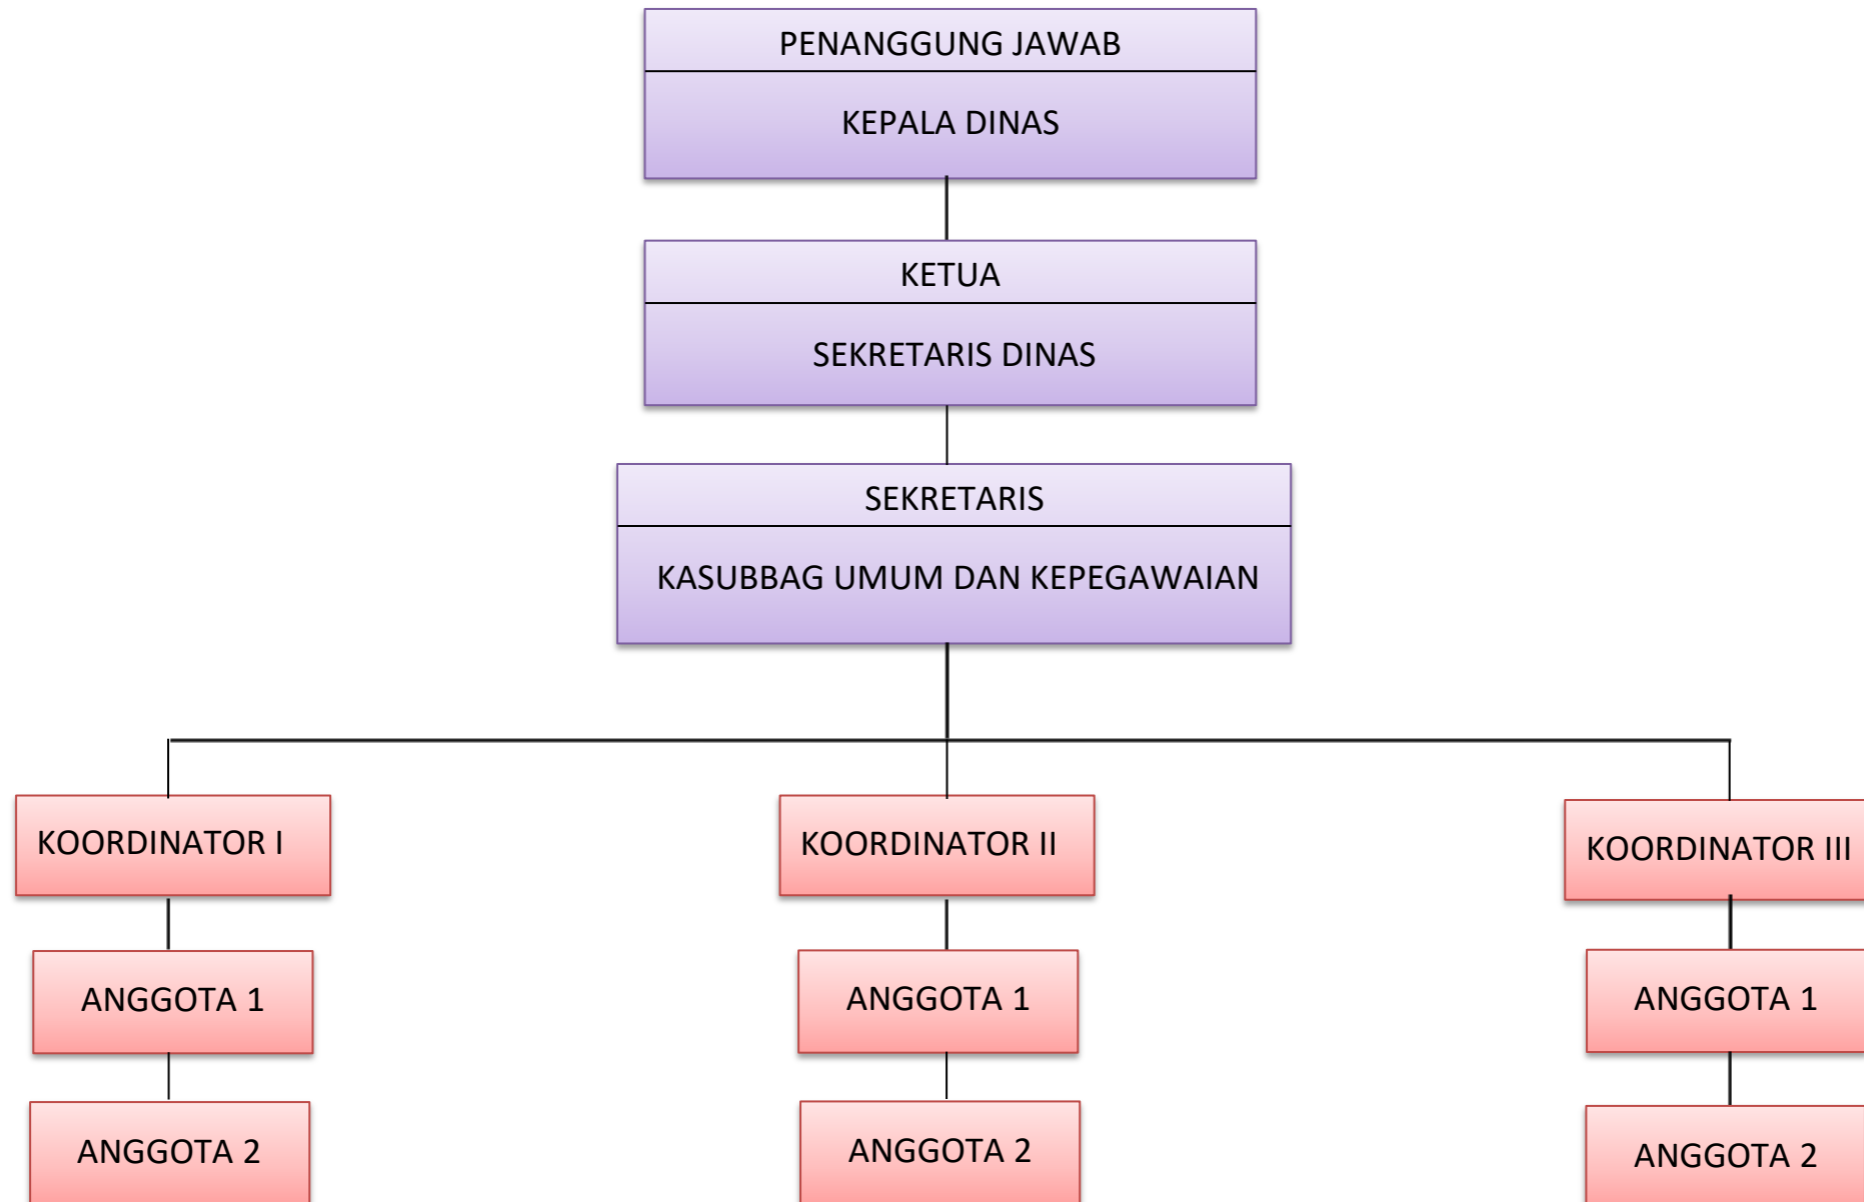 PENANGGUNG JAWAB
KEPALA DINAS
KETUA
SEKRETARIS DINAS
SEKRETARIS
KASUBBAG UMUM DAN KEPEGAWAIAN
KOORDINATOR I
KOORDINATOR II
KOORDINATOR III
ANGGOTA 1
ANGGOTA 1
ANGGOTA 1
ANGGOTA 2
ANGGOTA 2
ANGGOTA 2